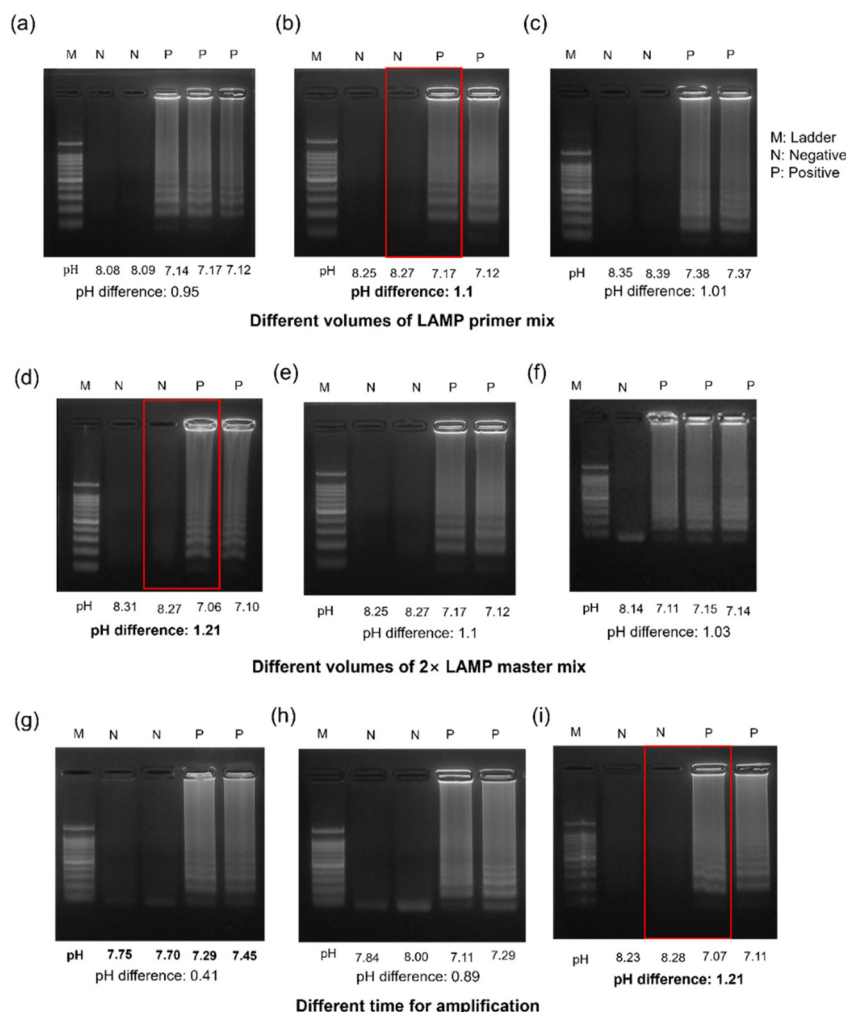 (a)
(b)
(c)
M N N P P P
M N N P P
M N N P P
M: Ladder
N: Negative
P: Positive
pH 8.08 8.09 7.14 7.17 7.12
pH difference: 0.95
pH 8.25 8.27 7.17 7.12
pH difference: 1.1
pH 8.35 8.39 7.38 7.37
pH difference: 1.01
Different volumes of LAMP primer mix
(d)
(e)
(f)
M N N P P
M N N P P
M N P P P
pH 8.31 8.27 7.06 7.10
pH difference: 1.21
pH 8.25 8.27 7.17 7.12
pH difference: 1.1
pH 8.14 7.11 7.15 7.14
pH difference: 1.03
Different volumes of 2× LAMP master mix
(g)
(h)
(i)
M N N P P
M N N P P
M N N P P
pH 7.75 7.70 7.29 7.45
pH difference: 0.41
pH 7.84 8.00 7.11 7.29
pH difference: 0.89
pH 8.23 8.28 7.07 7.11
pH difference: 1.21
Different time for amplification